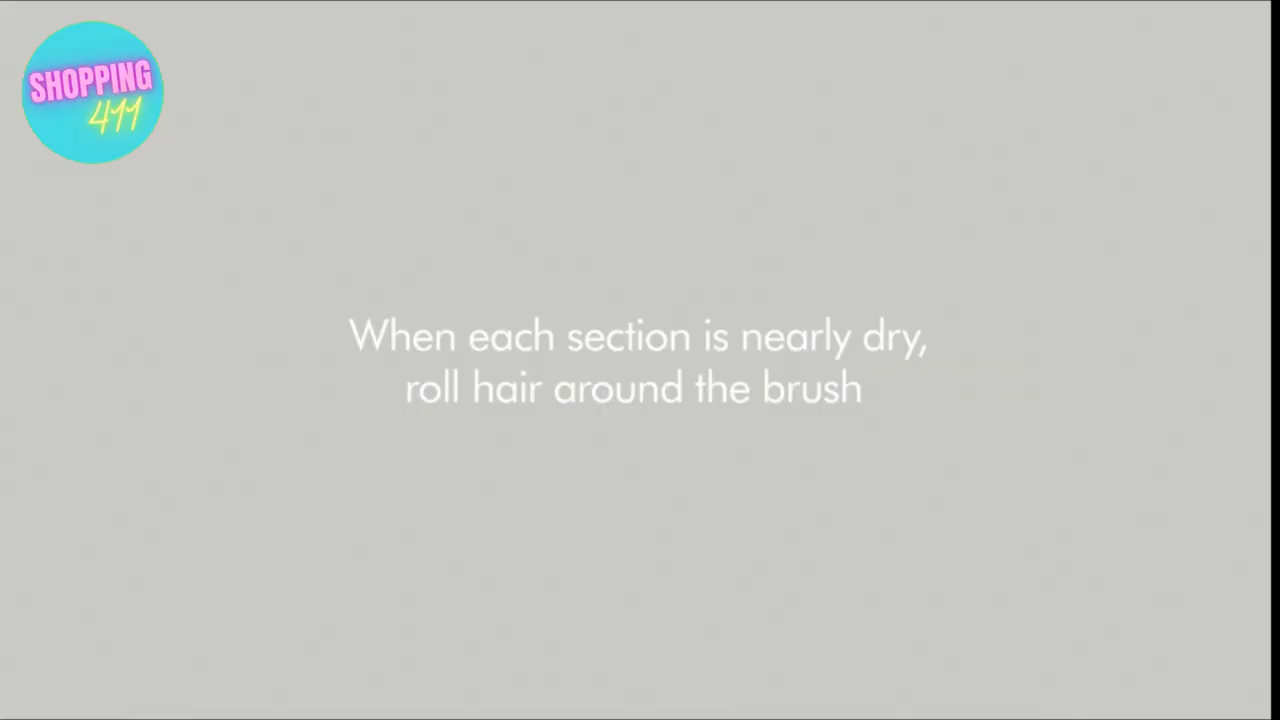 SHOPPING
411
When each section is nearly dry,
roll hair around the brush